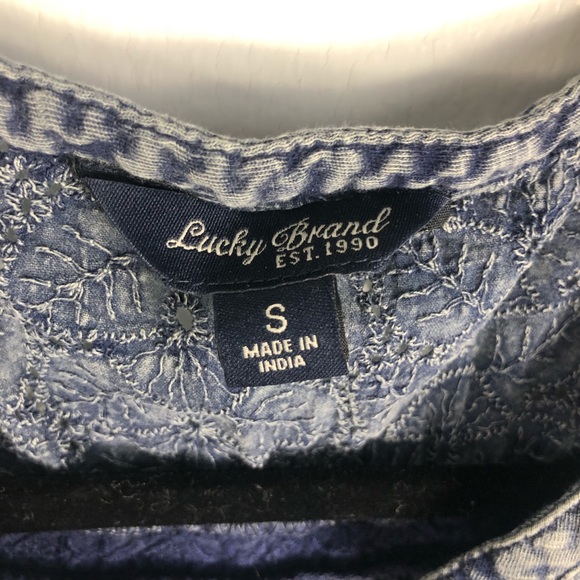 Lucky Brand
EST. 1990
S
MADE IN
INDIA